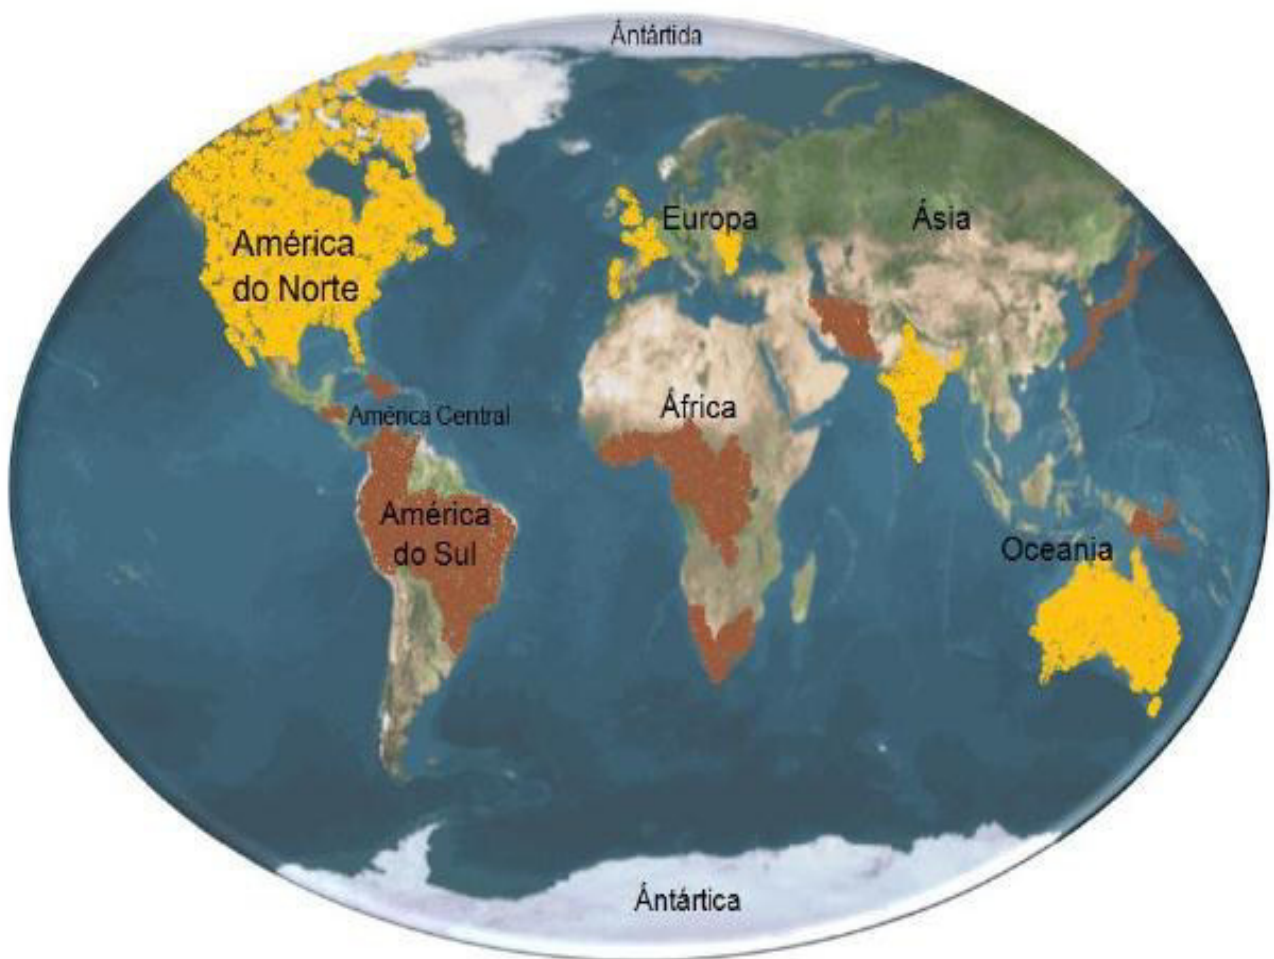 Ántártida
América
do Norte
Europa
Ásia
América Central
África
América
do Sul
Oceania
Ántártica